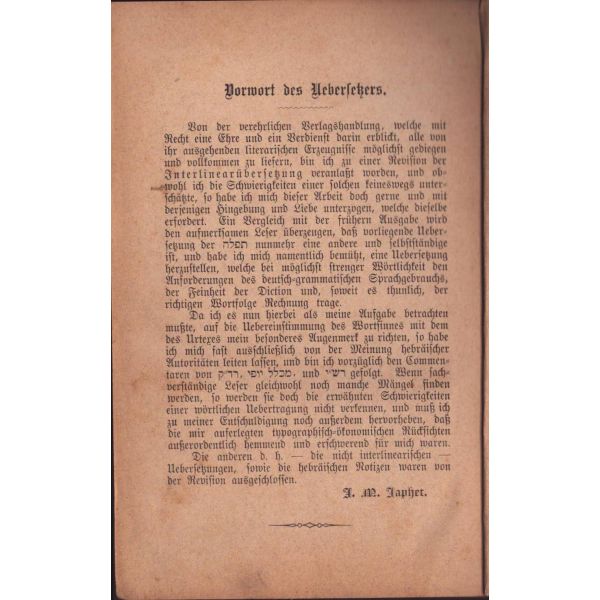 Vorwort des Uebersetzers.
Von der verehrlichen Verlagshandlung, welche mit
Recht eine Ehre und ein Verdienst darin erblickt, alle von
ihr ausgehenden literarischen Erzeugnisse möglichst gediegen
und vollkommen zu liefern, bin ich zu einer Revision der
Interlinearübersetzung veranlaßt worden, und ob-
wohl ich die Schwierigkeiten einer solchen keineswegs unter-
schätzte, so habe ich mich dieser Arbeit doch gerne und mit
derjenigen Hingebung und Liebe unterzogen, welche dieselbe
erfordert. Ein Vergleich mit der frühern Ausgabe wird
den aufmerksamen Leser überzeugen, daß vorliegende Ueber-
setzung der תפלה nunmehr eine andere und selbstständige
ist, und habe ich mich namentlich bemüht, eine Uebersetzung
herzustellen, welche bei möglichst strenger Wörtlichkeit den
Anforderungen des deutsch-grammatischen Sprachgebrauchs,
der Feinheit der Diction und, soweit es thunlich, der
richtigen Wortfolge Rechnung trage.
Da ich es nun hierbei als meine Aufgabe betrachten
mußte, auf die Uebereinstimmung des Wortsinnes mit dem
des Urtexes mein besonderes Augenmerk zu richten, so habe
ich mich fast ausschließlich von der Meinung hebräischer
Autoritäten leiten lassen, und bin ich vorzüglich den Commen-
taren von רד״ק, מכלל יופי, und רש״י gefolgt. Wenn sach-
verständige Leser gleichwohl noch manche Mängel finden
werden, so werden sie doch die erwähnten Schwierigkeiten
einer wörtlichen Uebertragung nicht verkennen, und muß ich
zu meiner Entschuldigung noch außerdem hervorheben, daß
die mir auferlegten typographisch-ökonomischen Rücksichten
außerordentlich hemmend und erschwerend für mich waren.
Die anderen d. h. — die nicht interlinearischen —
Uebersetzungen, sowie die hebräischen Notizen waren von
der Revision ausgeschlossen.
J. M. Japhet.